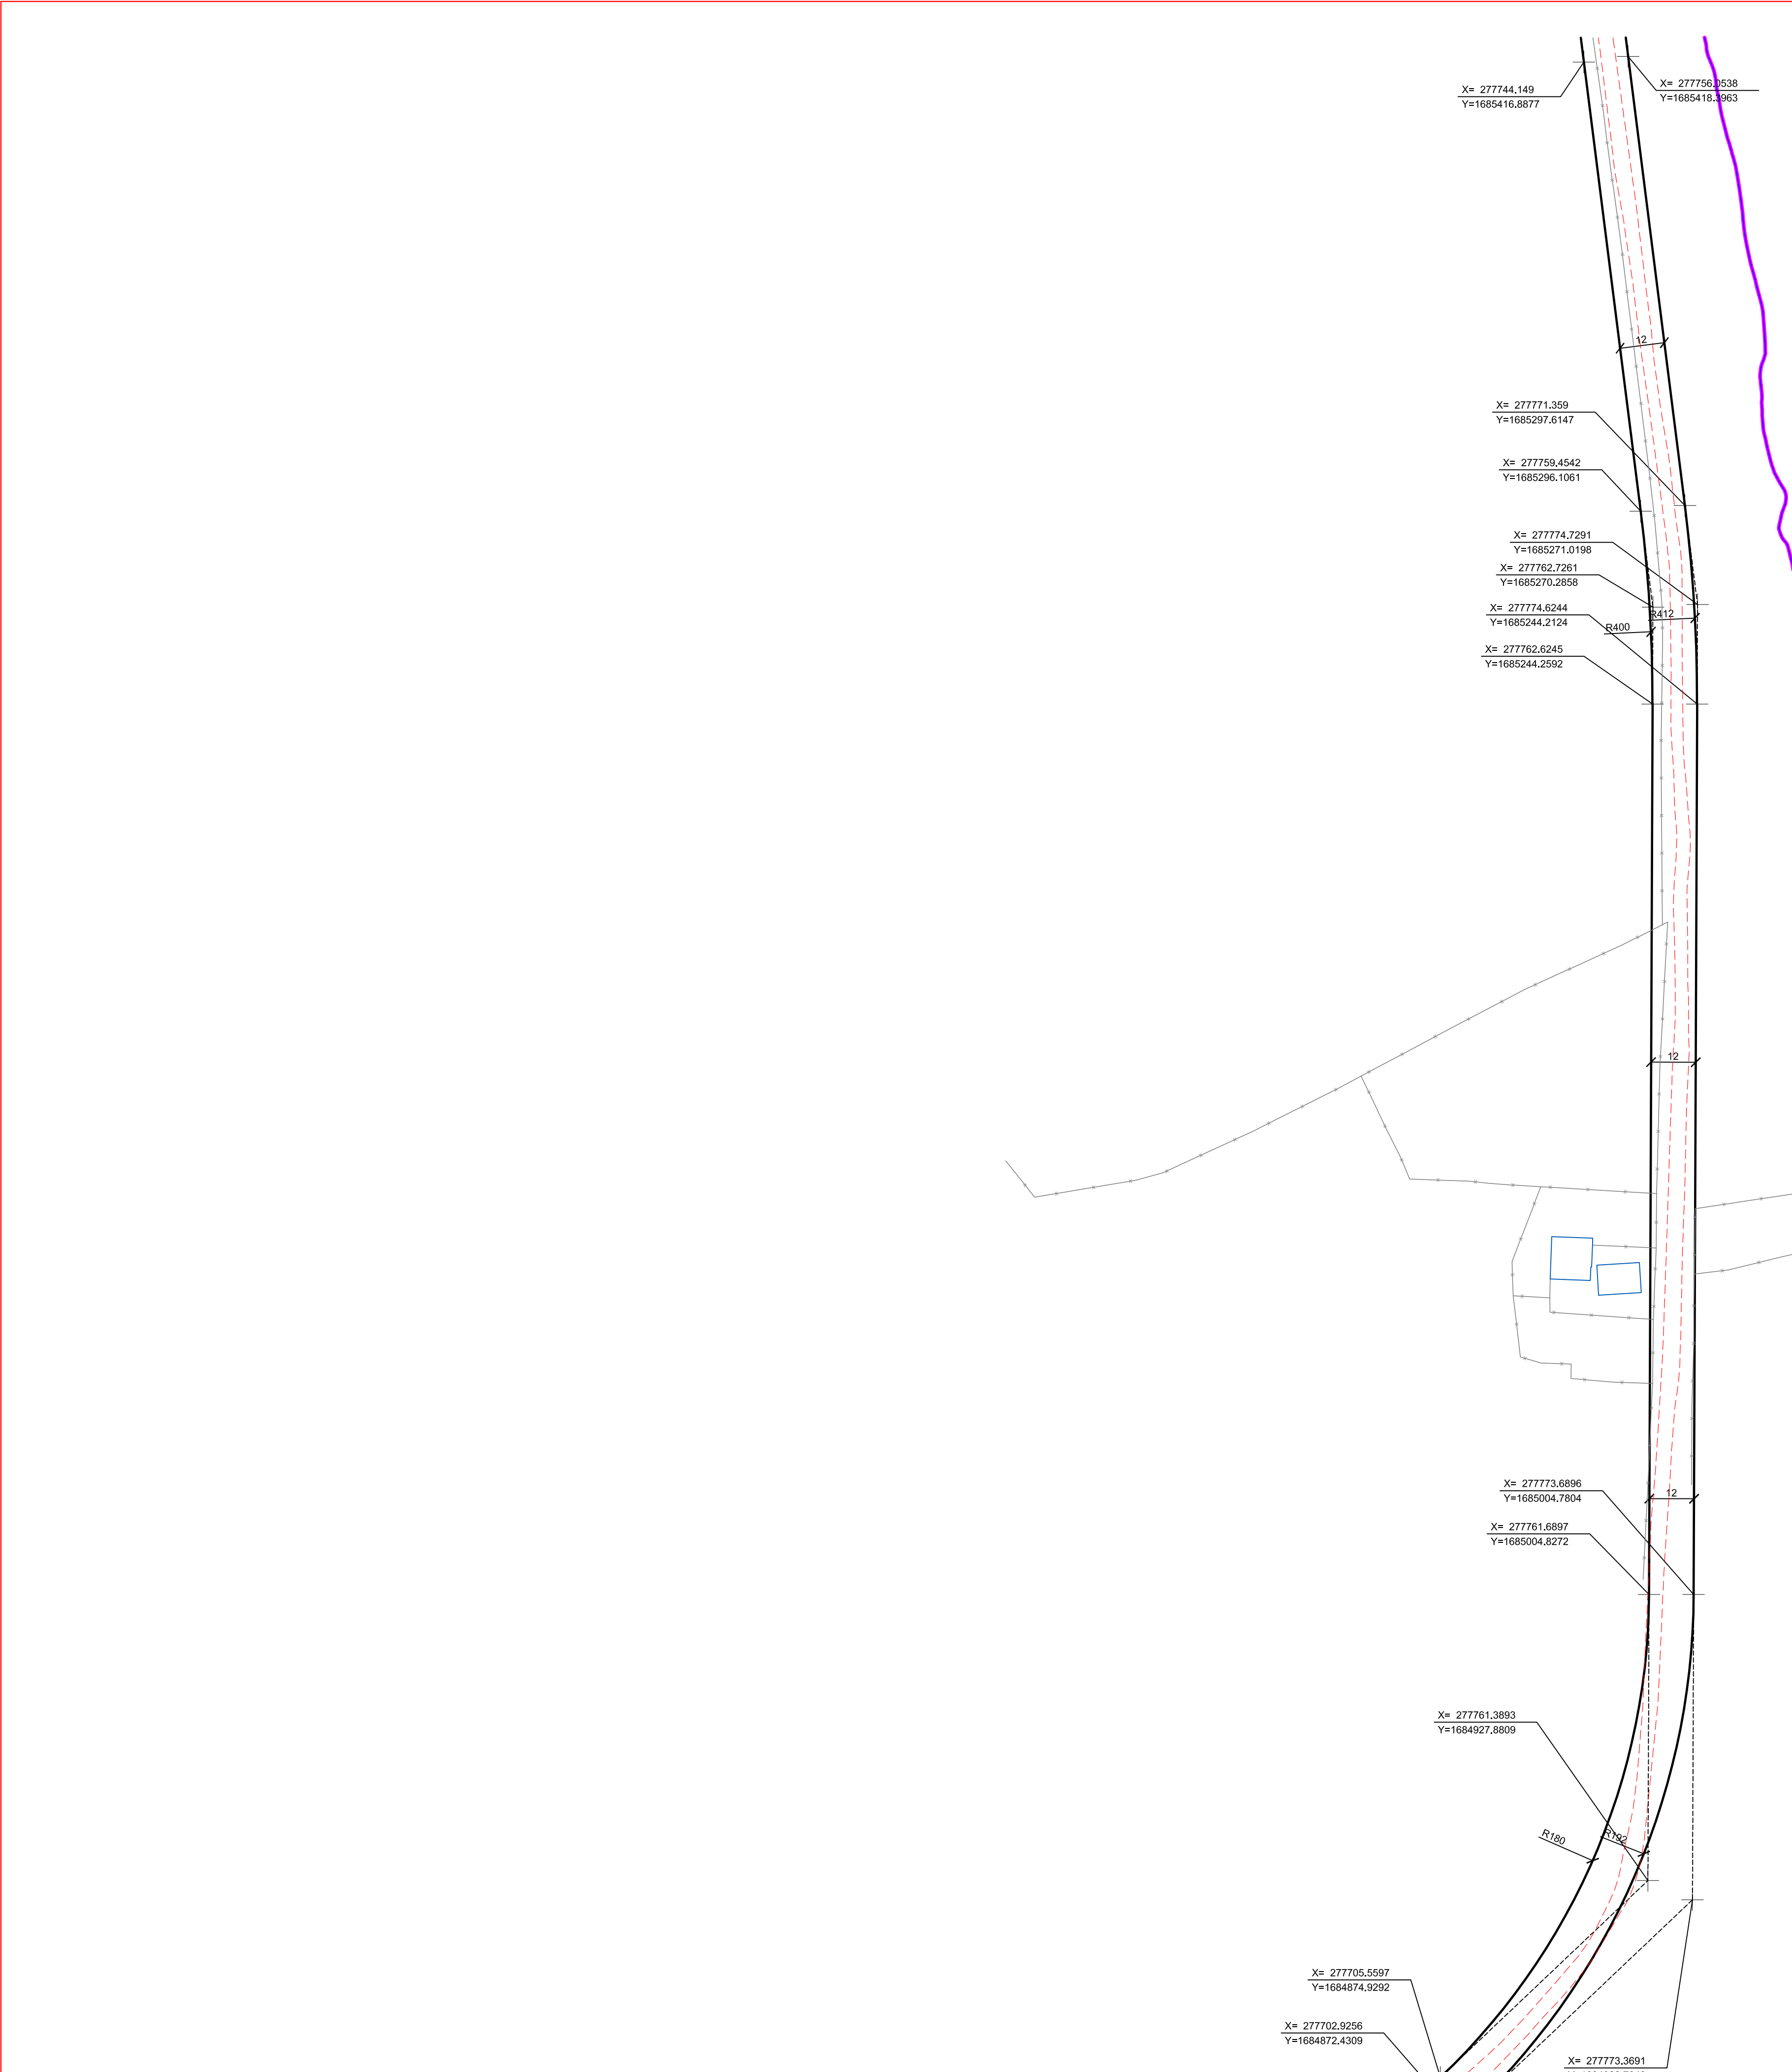 X= 277744.149
Y=1685416.8877
X= 277756.0538
Y=1685418.3963
12
X= 277771.359
Y=1685297.6147
X= 277759.4542
Y=1685296.1061
X= 277774.7291
Y=1685271.0198
X= 277762.7261
Y=1685270.2858
X= 277774.6244
Y=1685244.2124
R412
R400
X= 277762.6245
Y=1685244.2592
12
X= 277773.6896
Y=1685004.7804
12
X= 277761.6897
Y=1685004.8272
X= 277761.3893
Y=1684927.8809
R180
R192
X= 277705.5597
Y=1684874.9292
X= 277702.9256
Y=1684872.4309
X= 277773.3691